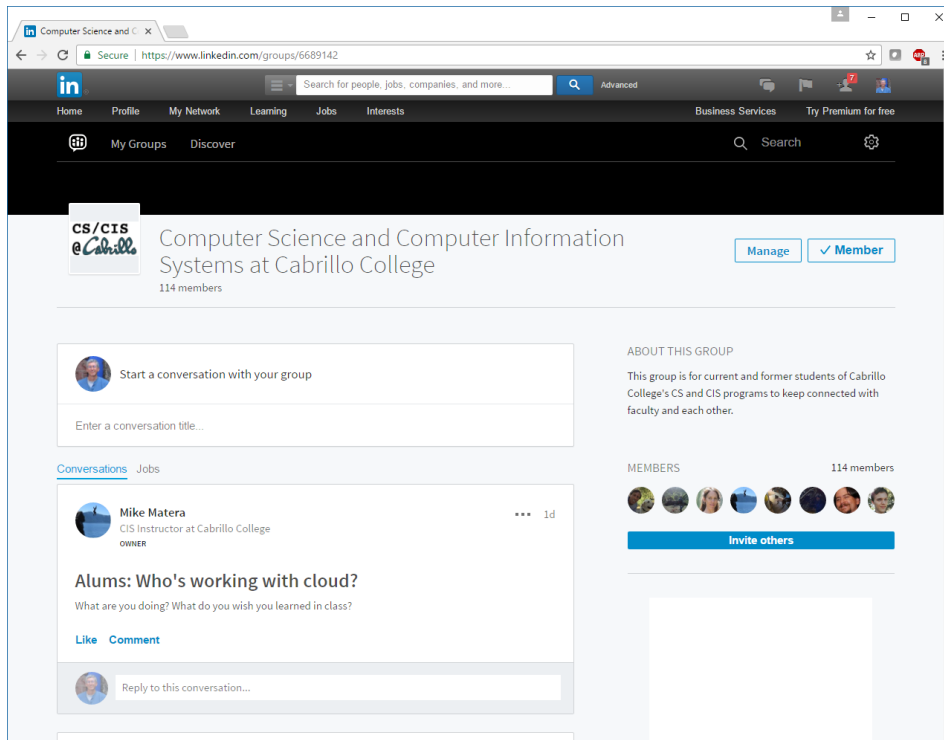 Computer Science and C
Secure | https://www.linkedin.com/groups/6689142
ABP
in
Search for people, jobs, companies, and more...
Advanced
7
Home Profile My Network Learning Jobs Interests Business Services Try Premium for free
My Groups Discover Search
CS/CIS
@Cabrillo
Computer Science and Computer Information
Systems at Cabrillo College
114 members
Manage
✓ Member
Start a conversation with your group
Enter a conversation title...
ABOUT THIS GROUP
This group is for current and former students of Cabrillo
College's CS and CIS programs to keep connected with
faculty and each other.
Conversations Jobs
MEMBERS 114 members
Invite others
Mike Matera
CIS Instructor at Cabrillo College
OWNER
1d
Alums: Who's working with cloud?
What are you doing? What do you wish you learned in class?
Like Comment
Reply to this conversation...